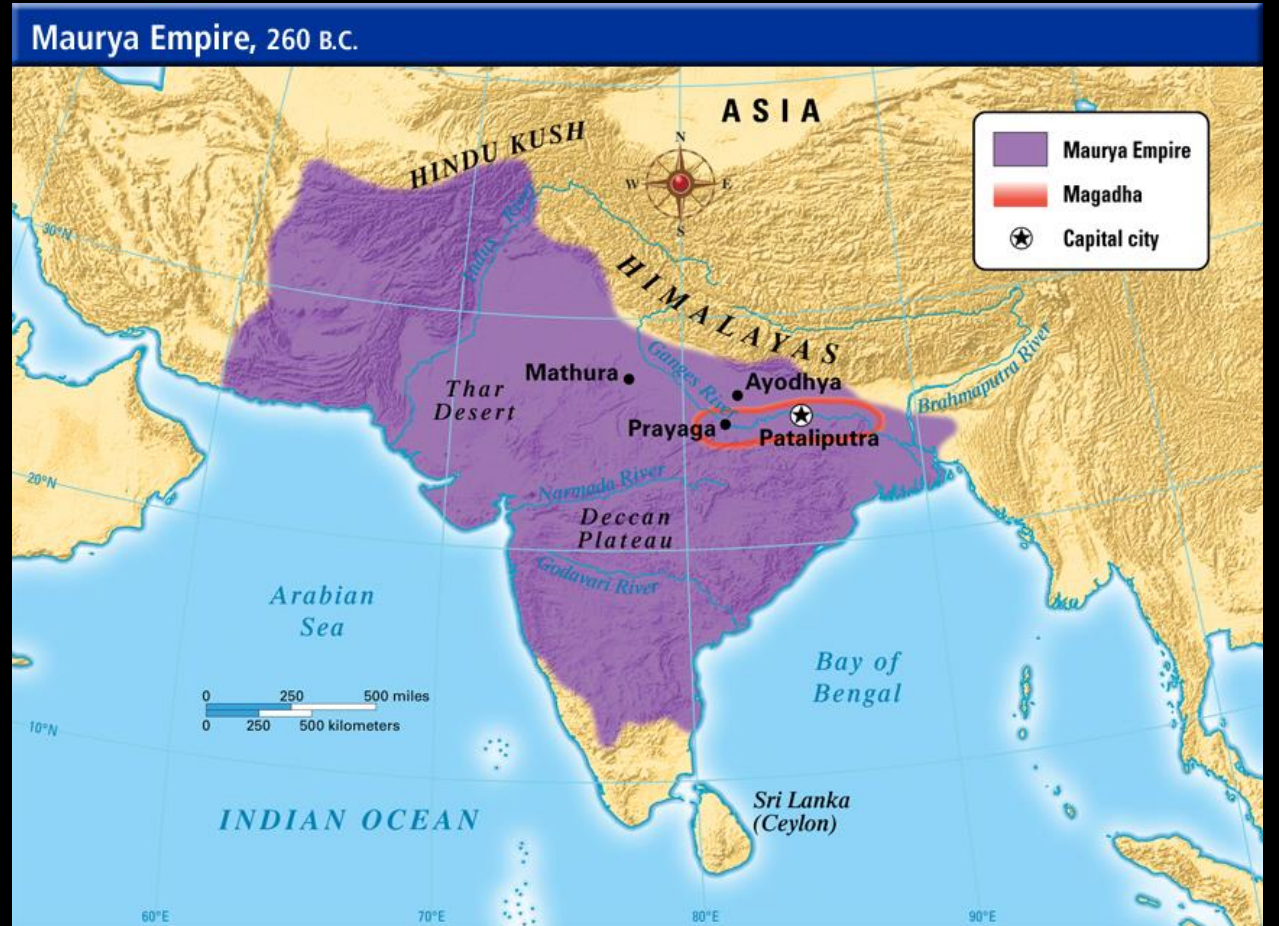 Maurya Empire, 260 B.C.
ASIA
HINDU KUSH
N
W
E
S
Maurya Empire
Magadha
Capital city
30°N
Indus River
HIMALAYAS
Ganges River
Brahmaputra River
Mathura
Ayodhya
Thar
Desert
Prayaga
Pataliputra
20°N
Narmada River
Deccan
Plateau
Godavari River
Arabian
Sea
Bay of
Bengal
0 250 500 miles
0 250 500 kilometers
10°N
Sri Lanka
(Ceylon)
INDIAN OCEAN
60°E
70°E
80°E
90°E